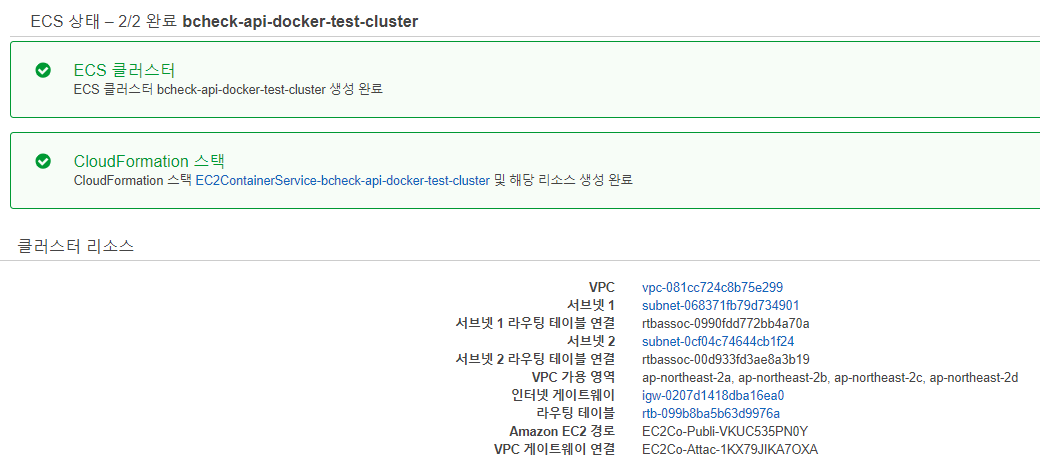 ECS 상태 – 2/2 완료 bcheck-api-docker-test-cluster
ECS 클러스터
ECS 클러스터 bcheck-api-docker-test-cluster 생성 완료
CloudFormation 스택
CloudFormation 스택 EC2ContainerService-bcheck-api-docker-test-cluster 및 해당 리소스 생성 완료
클러스터 리소스
VPC vpc-081cc724c8b75e299
서브넷 1 subnet-068371fb79d734901
서브넷 1 라우팅 테이블 연결 rtbassoc-0990fdd772bb4a70a
서브넷 2 subnet-0cf04c74644cb1f24
서브넷 2 라우팅 테이블 연결 rtbassoc-00d933fd3ae8a3b19
VPC 가용 영역 ap-northeast-2a, ap-northeast-2b, ap-northeast-2c, ap-northeast-2d
인터넷 게이트웨이 igw-0207d1418dba16ea0
라우팅 테이블 rtb-099b8ba5b63d9976a
Amazon EC2 경로 EC2Co-Publi-VKUC535PN0Y
VPC 게이트웨이 연결 EC2Co-Attac-1KX79JIKA7OXA